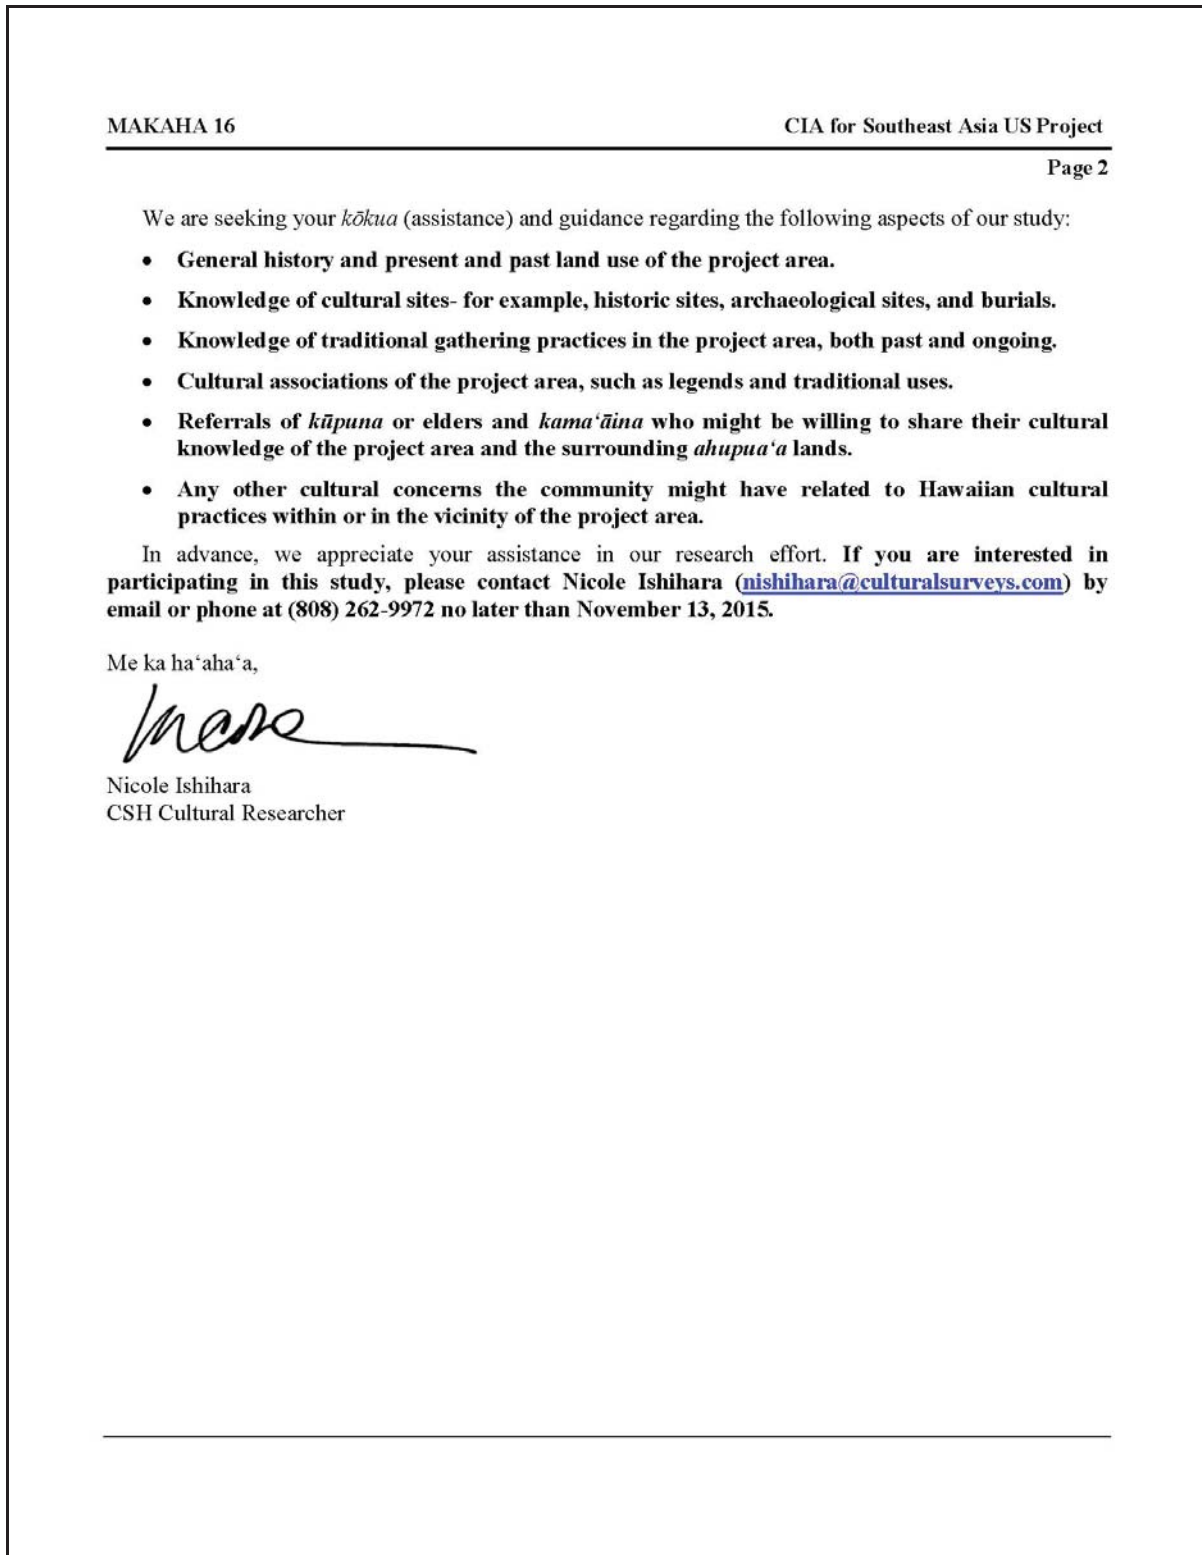 MAKAHA 16 CIA for Southeast Asia US Project
Page 2
We are seeking your kōkua (assistance) and guidance regarding the following aspects of our study:
• General history and present and past land use of the project area.
• Knowledge of cultural sites- for example, historic sites, archaeological sites, and burials.
• Knowledge of traditional gathering practices in the project area, both past and ongoing.
• Cultural associations of the project area, such as legends and traditional uses.
• Referrals of kūpuna or elders and kama‘āina who might be willing to share their cultural
knowledge of the project area and the surrounding ahupua‘a lands.
• Any other cultural concerns the community might have related to Hawaiian cultural
practices within or in the vicinity of the project area.
In advance, we appreciate your assistance in our research effort. If you are interested in
participating in this study, please contact Nicole Ishihara (nishihara@culturalsurveys.com) by
email or phone at (808) 262-9972 no later than November 13, 2015.
Me ka ha‘aha‘a,
Nicole Ishihara
CSH Cultural Researcher